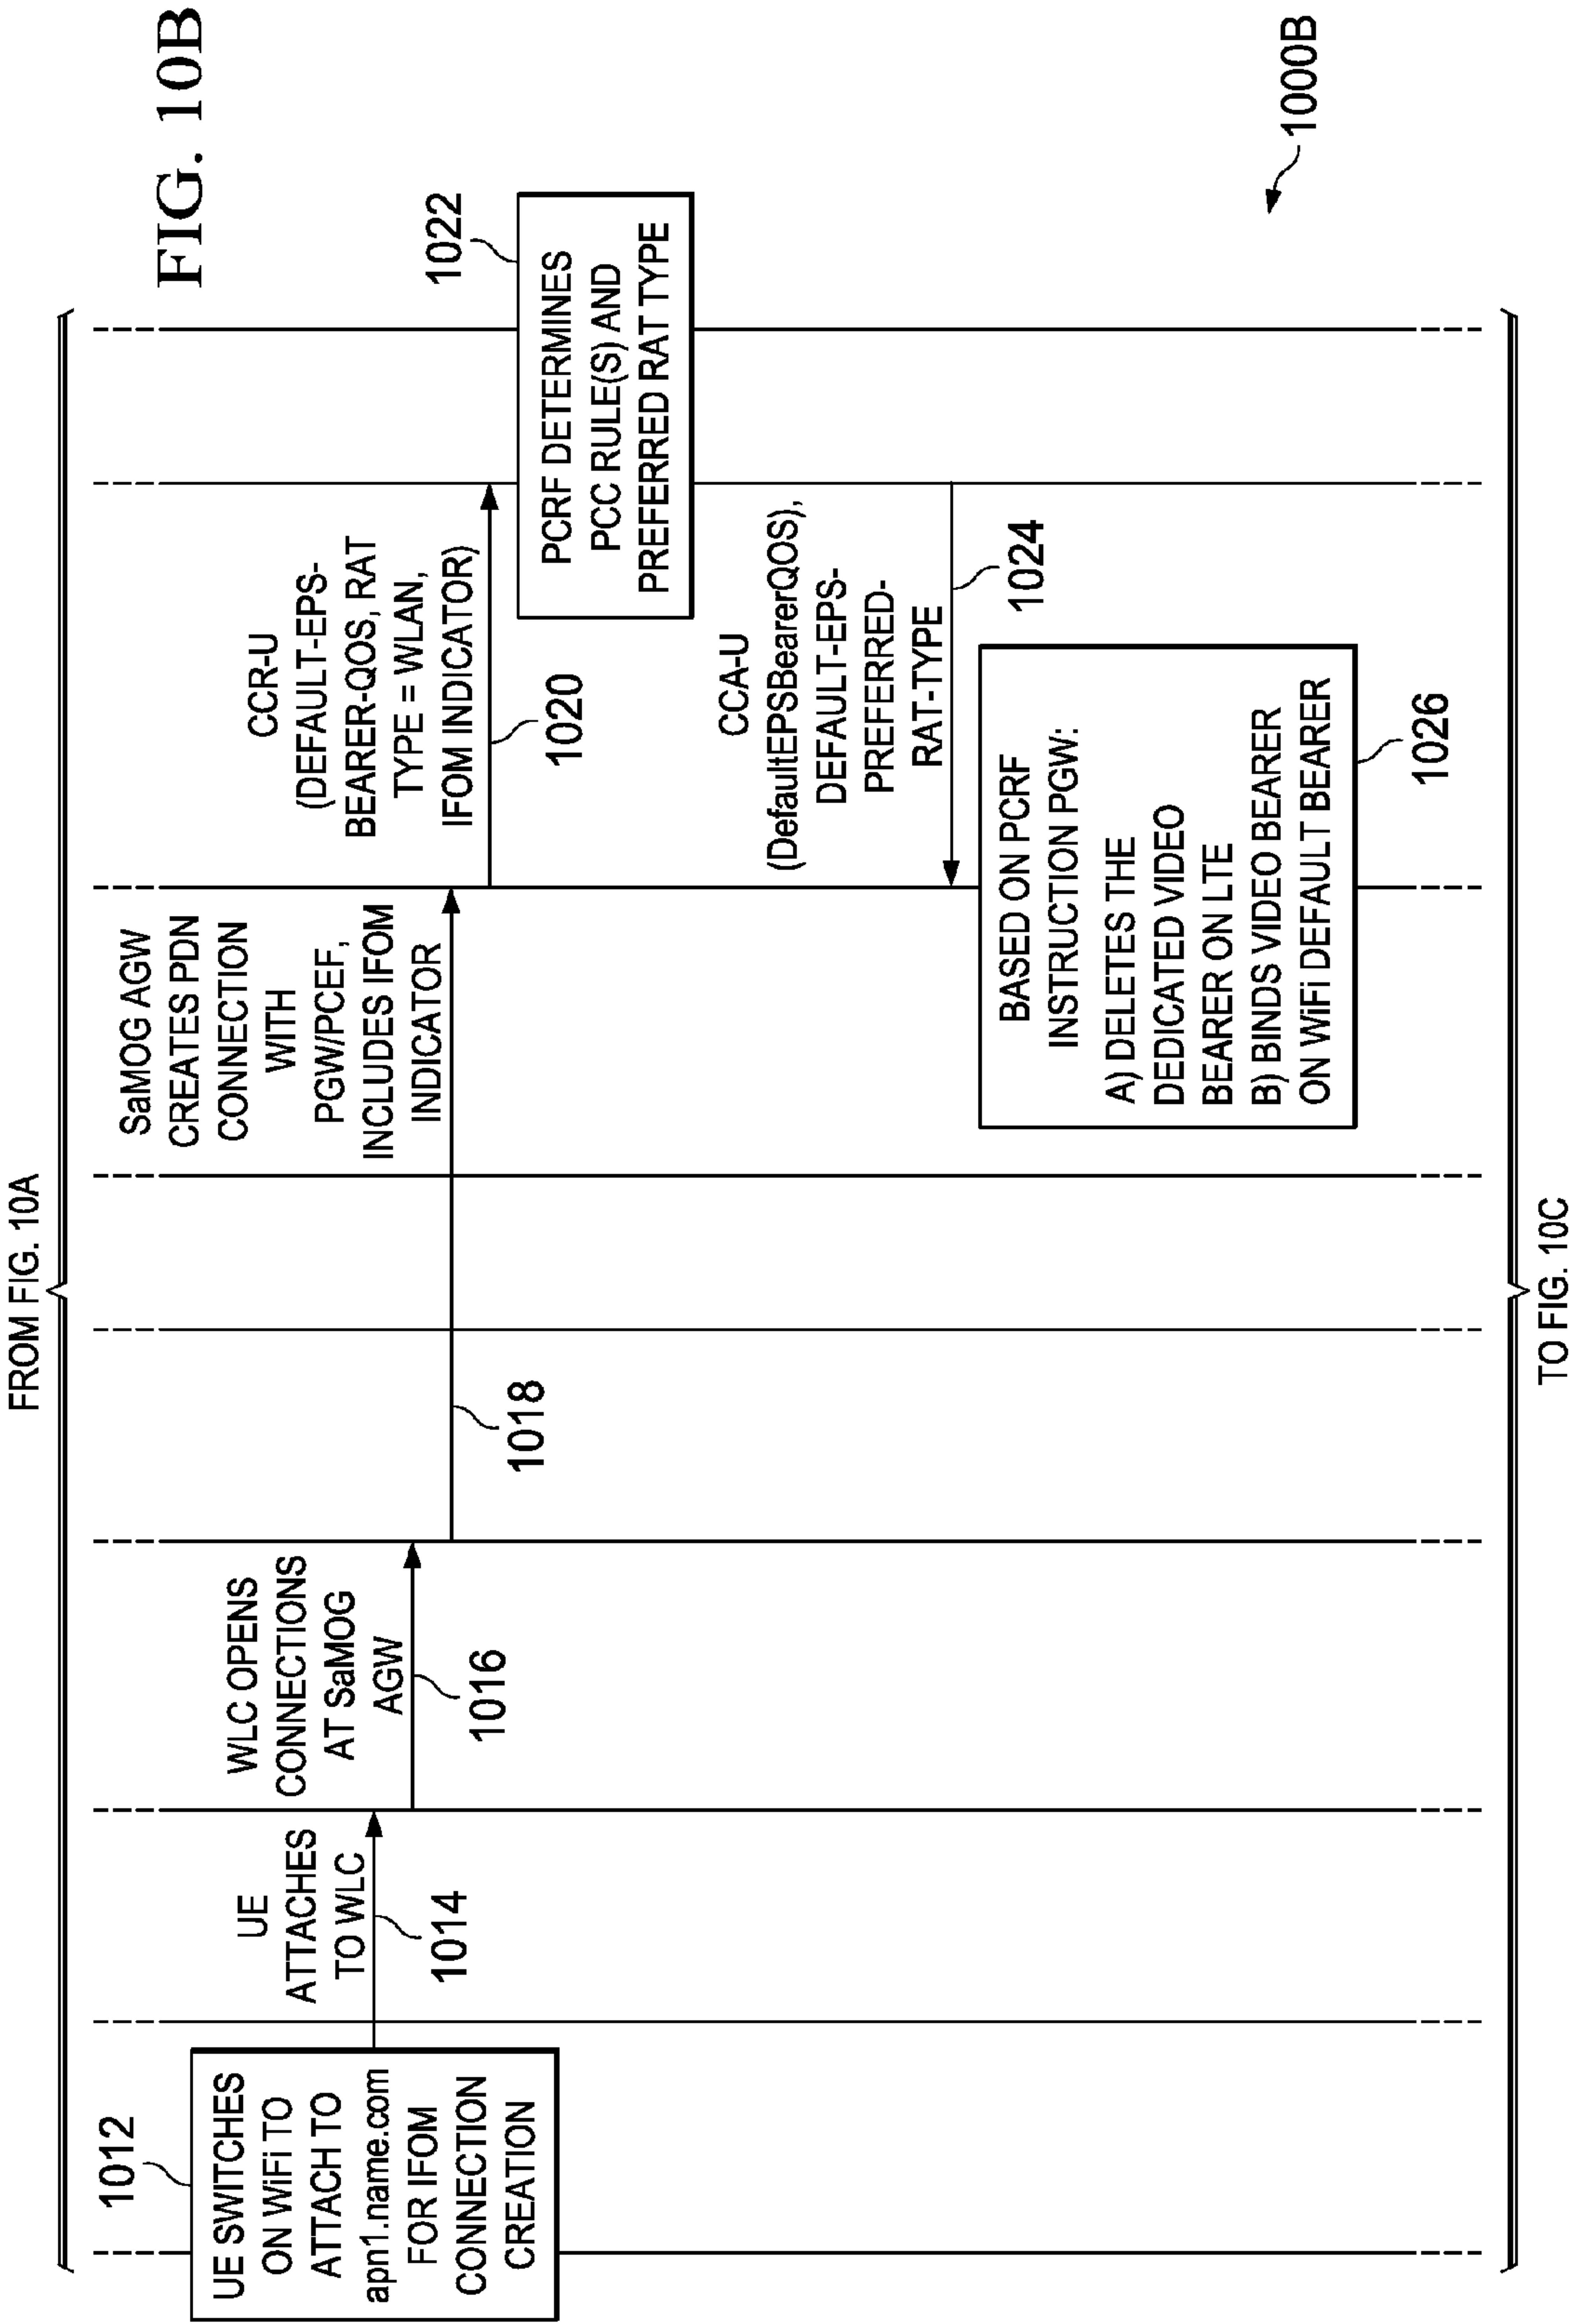 FROM FIG. 10A
FIG. 10B
1012
UE SWITCHES
ON WiFi TO
ATTACH TO
apn1.name.com
FOR IFOM
CONNECTION
CREATION
UE
ATTACHES
TO WLC
1014
WLC OPENS
CONNECTIONS
AT SaMOG
AGW
1016
SaMOG AGW
CREATES PDN
CONNECTION
WITH
PGW/PCEF,
INCLUDES IFOM
INDICATOR
1018
CCR-U
(DEFAULT-EPS-
BEARER-QOS, RAT
TYPE = WLAN,
IFOM INDICATOR)
1020
1022
PCRF DETERMINES
PCC RULE(S) AND
PREFERRED RAT TYPE
CCA-U
(DefaultEPSBearerQOS),
DEFAULT-EPS-
PREFERRED-
RAT-TYPE
1024
BASED ON PCRF
INSTRUCTION PGW:
A) DELETES THE
DEDICATED VIDEO
BEARER ON LTE
B) BINDS VIDEO BEARER
ON WiFi DEFAULT BEARER
1026
1000B
TO FIG. 10C